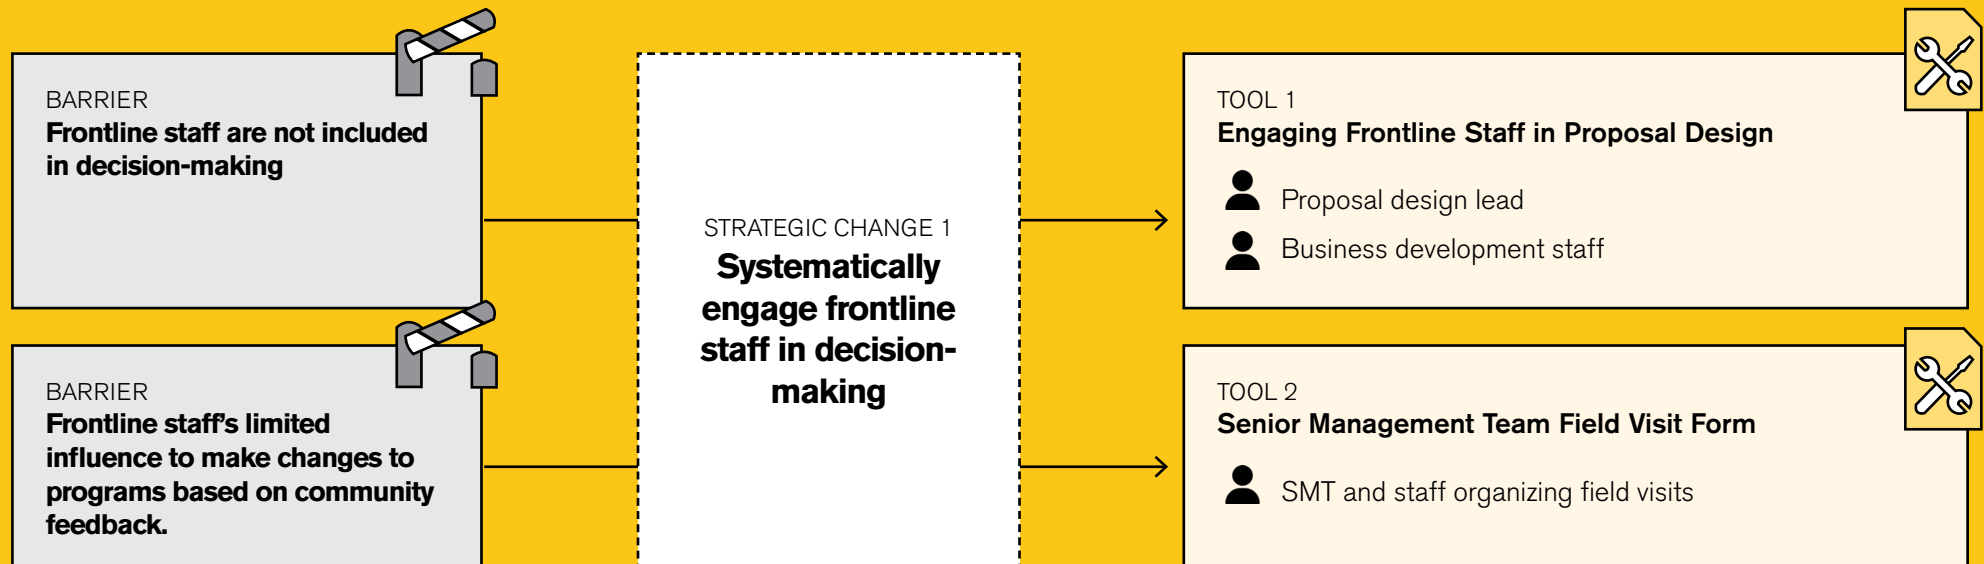 BARRIER
Frontline staff are not included
in decision-making
BARRIER
Frontline staff's limited
influence to make changes to
programs based on community
feedback.
STRATEGIC CHANGE 1
Systematically
engage frontline
staff in decision-
making
TOOL 1
Engaging Frontline Staff in Proposal Design
Proposal design lead
Business development staff
TOOL 2
Senior Management Team Field Visit Form
SMT and staff organizing field visits